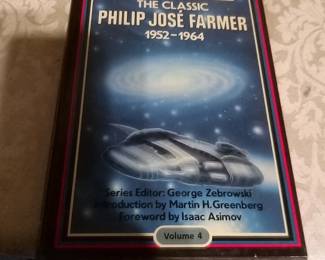 THE CLASSIC
PHILIP JOSÉ FARMER
1952-1964
Series Editor: George Zebrowski
Introduction by Martin H. Greenberg
Foreword by Isaac Asimov
Volume 4